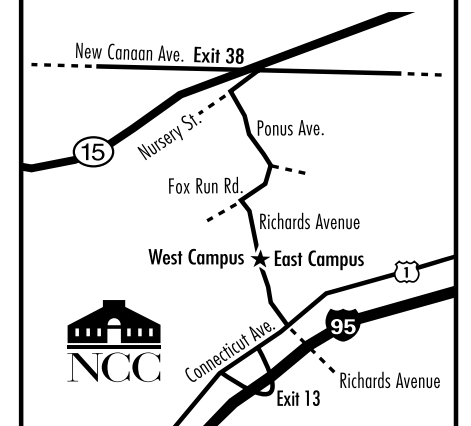 New Canaan Ave. Exit 38
Nursery St.
Ponus Ave.
15
Fox Run Rd.
Richards Avenue
West Campus East Campus
1
95
NCC
Connecticut Ave.
Richards Avenue
Exit 13